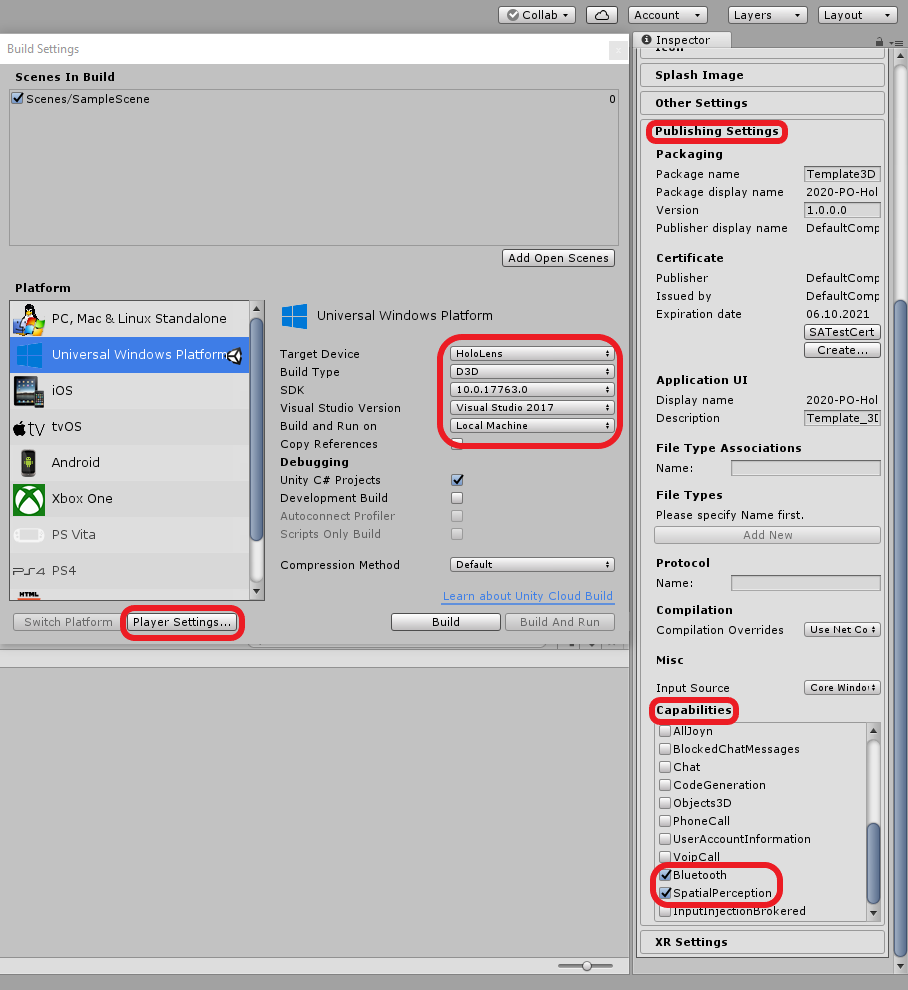 Collab
Account
Layers
Layout
Build Settings
Scenes In Build
Scenes/SampleScene 0
Add Open Scenes
Platform
PC, Mac & Linux Standalone
Universal Windows Platform
iOS
tv tvOS
Android
Xbox One
PS Vita
PS4 PS4
HTML
Switch Platform
Player Settings...
Universal Windows Platform
Target Device HoloLens
Build Type D3D
SDK 10.0.17763.0
Visual Studio Version Visual Studio 2017
Build and Run on Local Machine
Copy References
Debugging
Unity C# Projects
Development Build
Autoconnect Profiler
Scripts Only Build
Compression Method Default
Learn about Unity Cloud Build
Build
Build And Run
Inspector
Icon
Splash Image
Other Settings
Publishing Settings
Packaging
Package name Template3D
Package display name 2020-PO-Hol
Version 1.0.0.0
Publisher display name DefaultComp
Certificate
Publisher DefaultComp
Issued by DefaultComp
Expiration date 06.10.2021
SATestCert
Create...
Application UI
Display name 2020-PO-Hol
Description Template_3D
File Type Associations
Name:
File Types
Please specify Name first.
Add New
Protocol
Name:
Compilation
Compilation Overrides Use Net Co
Misc
Input Source Core Window
Capabilities
AllJoyn
BlockedChatMessages
Chat
CodeGeneration
Objects3D
PhoneCall
UserAccountInformation
VoipCall
Bluetooth
SpatialPerception
InputInjectionBrokered
XR Settings